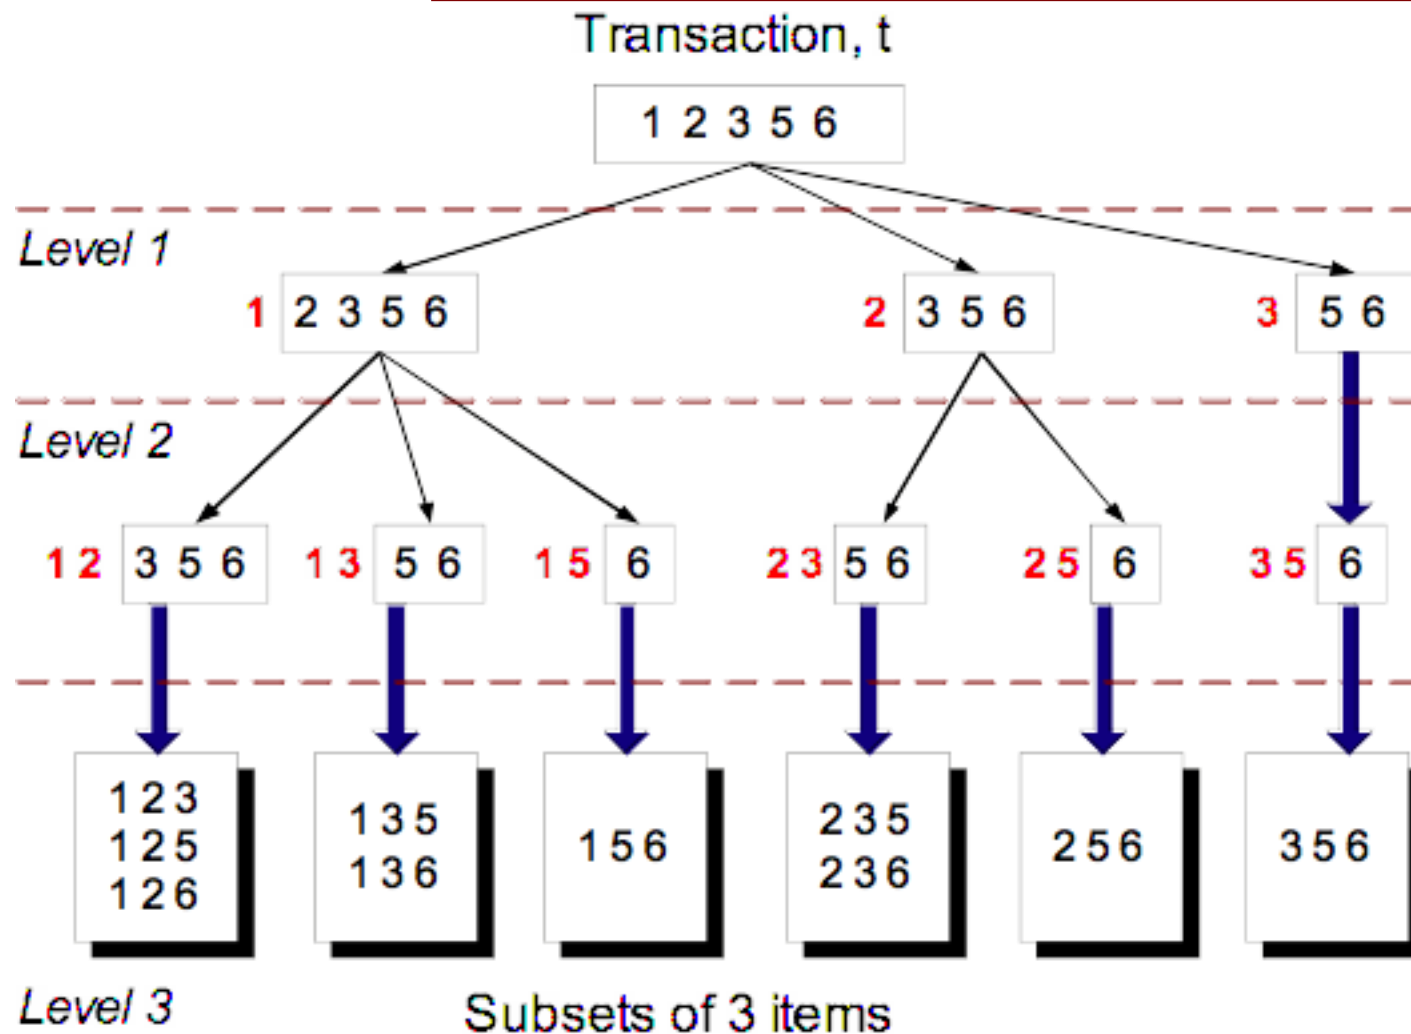 Transaction, t
1 2 3 5 6
Level 1
1 2 3 5 6
2 3 5 6
3 5 6
Level 2
1 2 3 5 6
1 3 5 6
1 5 6
2 3 5 6
2 5 6
3 5 6
1 2 3
1 2 5
1 2 6
1 3 5
1 3 6
1 5 6
2 3 5
2 3 6
2 5 6
3 5 6
Level 3
Subsets of 3 items